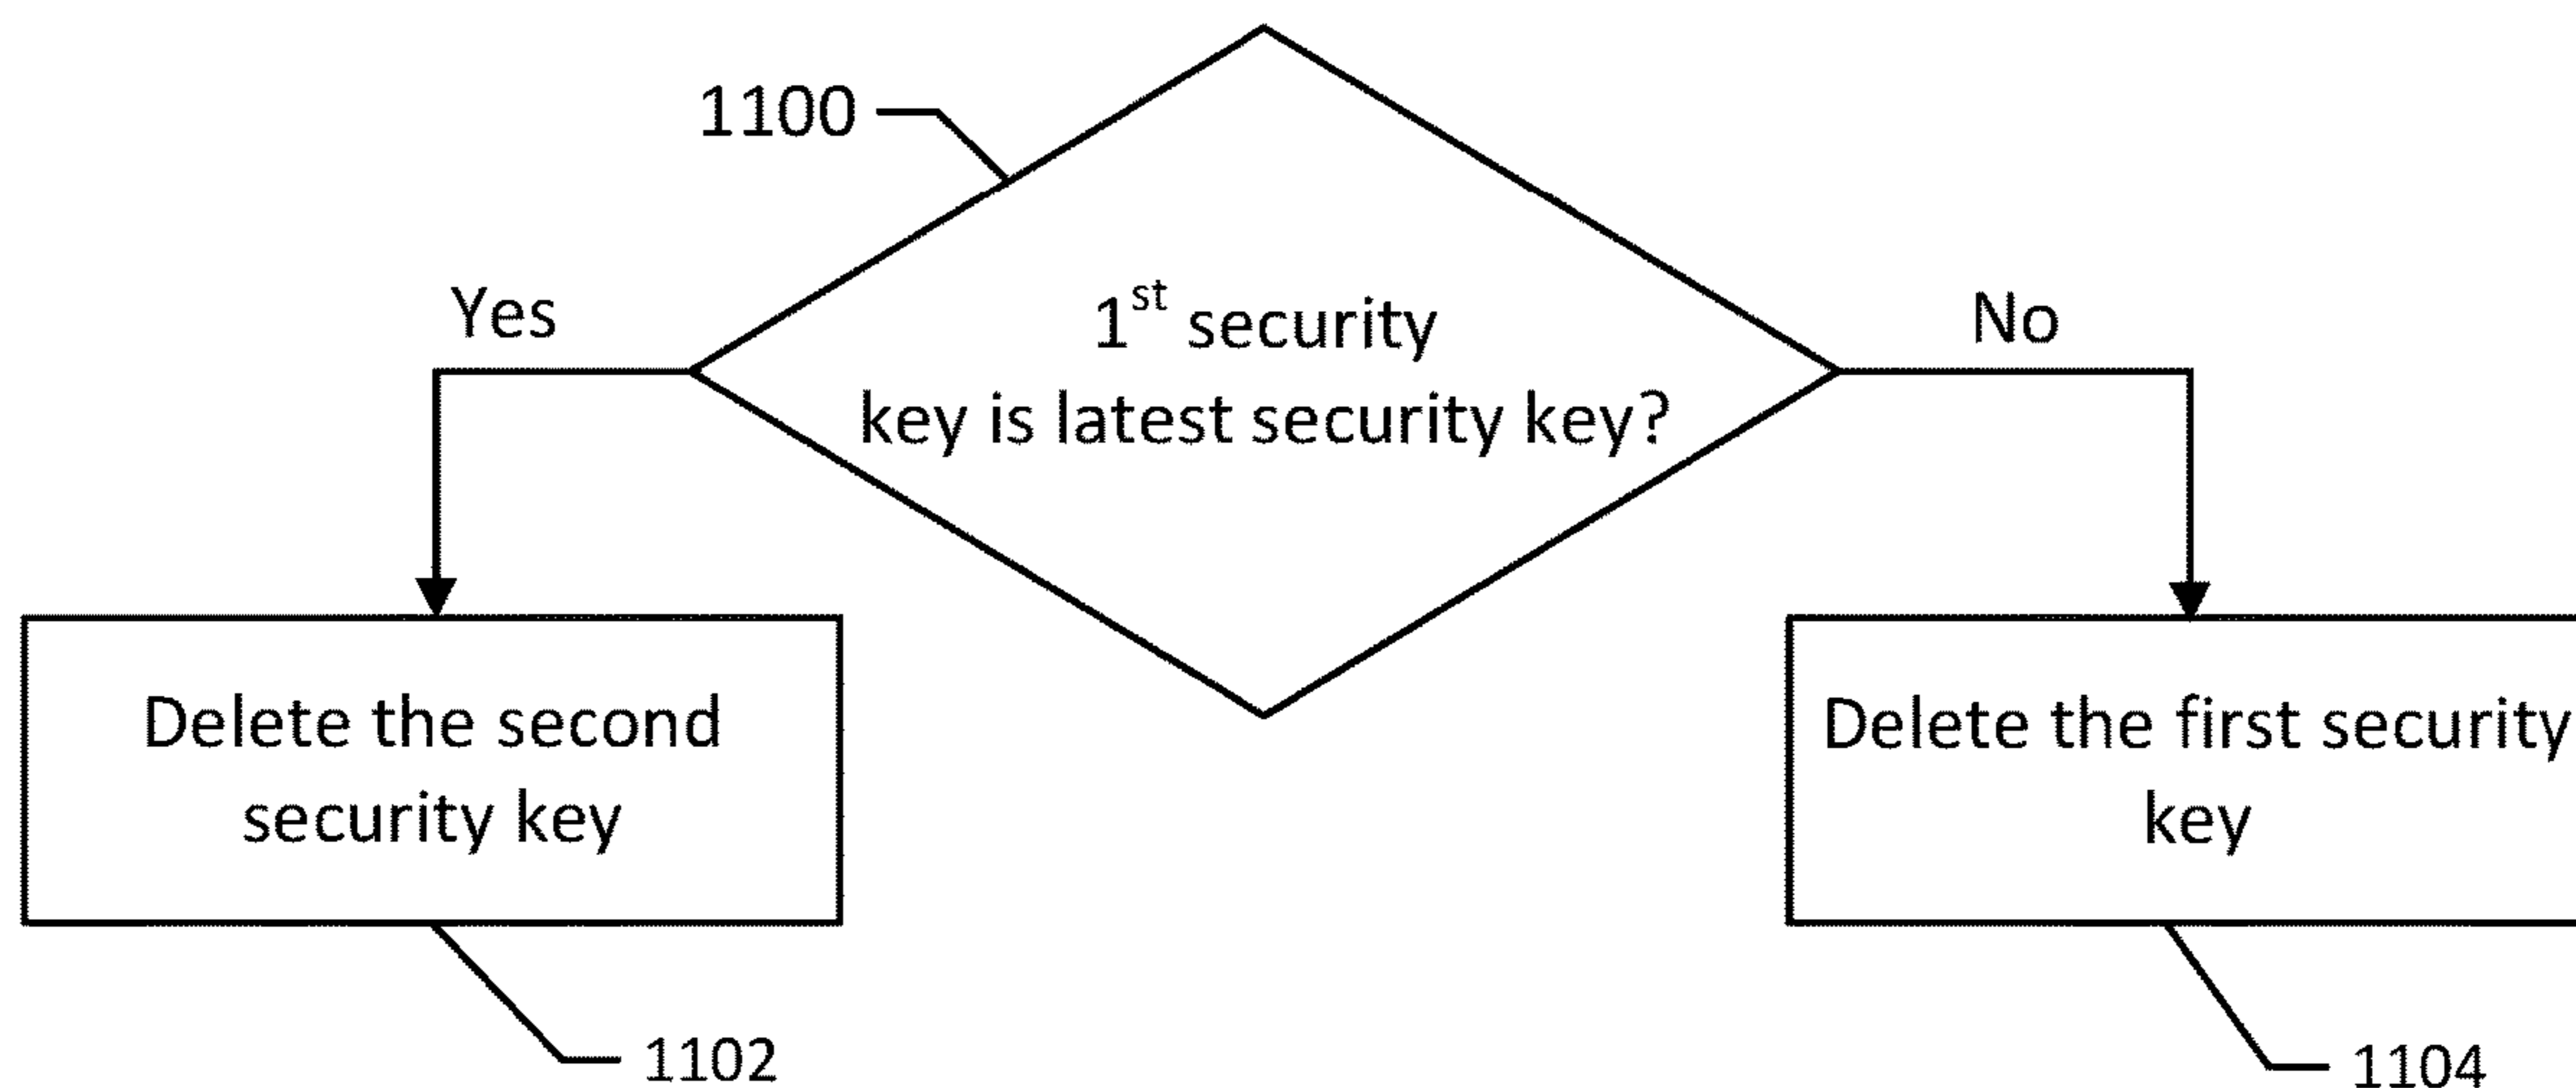 1100
1st security
key is latest security key?
Yes
No
Delete the second
security key
Delete the first security
key
1102
1104